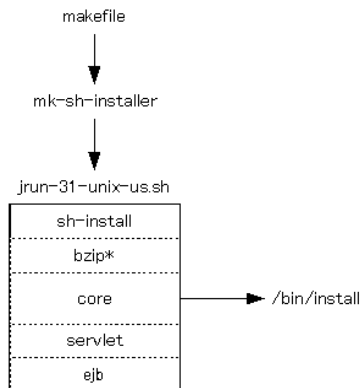 makefile
mk-sh-installer
jrun-31-unix-us.sh
sh-install
bzip*
core
/bin/install
servlet
ejb